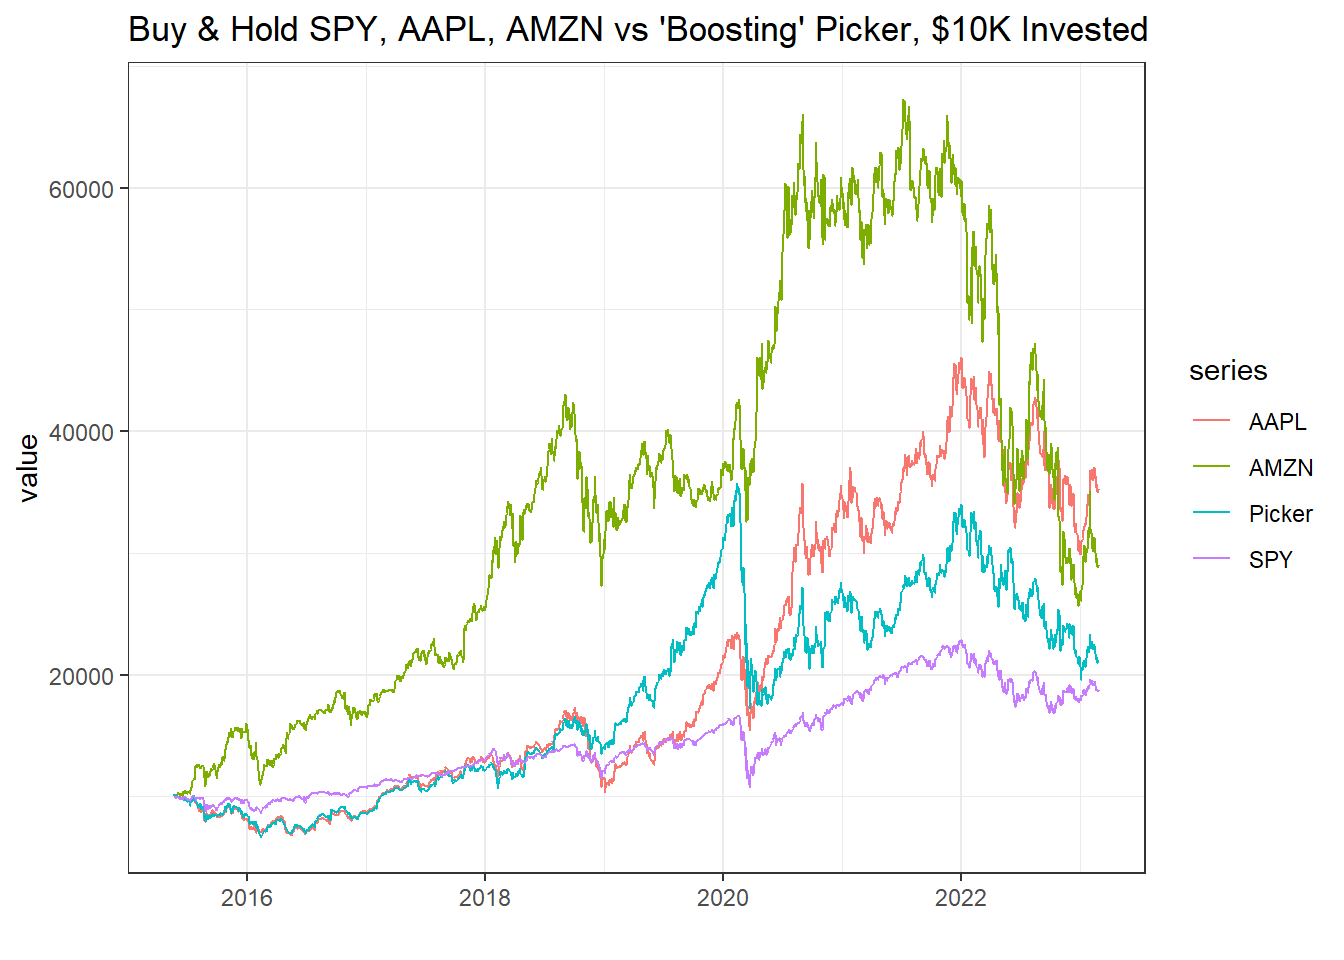 Buy & Hold SPY, AAPL, AMZN vs 'Boosting' Picker, $10K Invested
value
60000
40000
20000
2016 2018 2020 2022
series
AAPL
AMZN
Picker
SPY